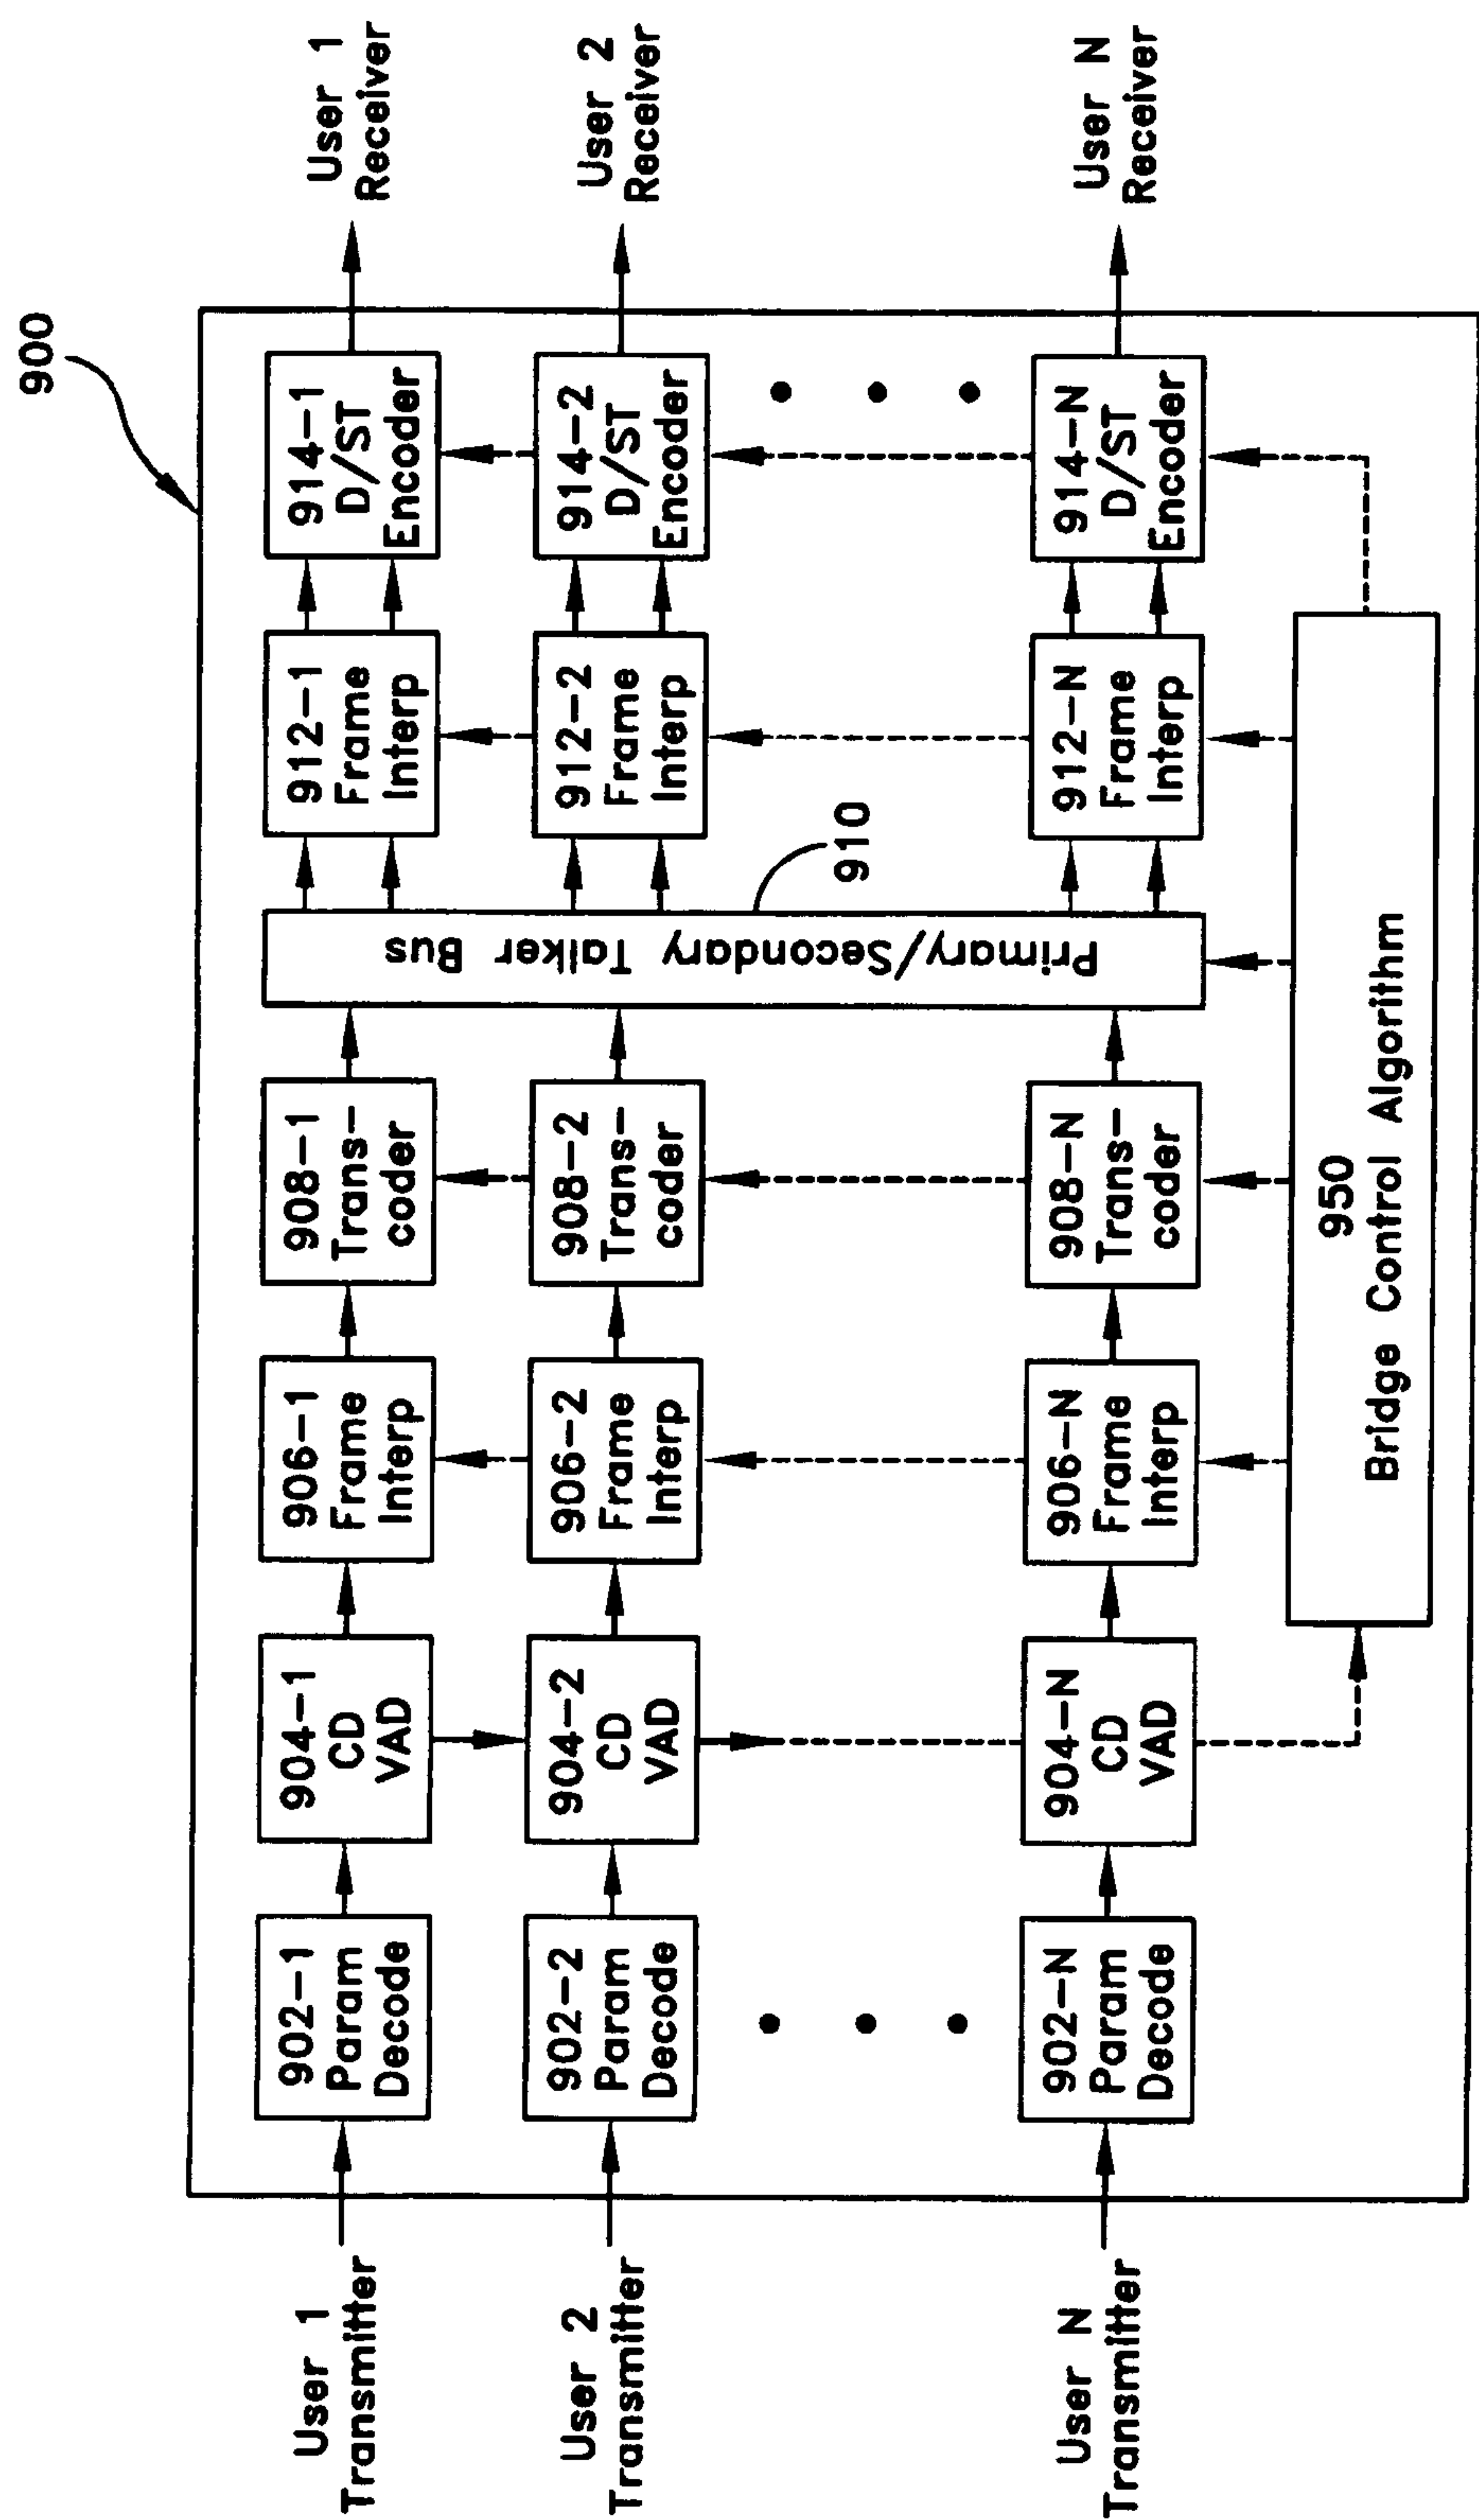 900
User 1
Transmitter
902-1
Param
Decode
904-1
CD
VAD
906-1
Frame
Interp
908-1
Trans-
coder
912-1
Frame
Interp
914-1
D/ST
Encoder
User 1
Receiver
User 2
Transmitter
902-2
Param
Decode
904-2
CD
VAD
906-2
Frame
Interp
908-2
Trans-
coder
Primary/Secondary Talker Bus
910
912-2
Frame
Interp
914-2
D/ST
Encoder
User 2
Receiver
User N
Transmitter
902-N
Param
Decode
904-N
CD
VAD
906-N
Frame
Interp
908-N
Trans-
coder
912-N
Frame
Interp
914-N
D/ST
Encoder
User N
Receiver
950
Bridge Control Algorithm